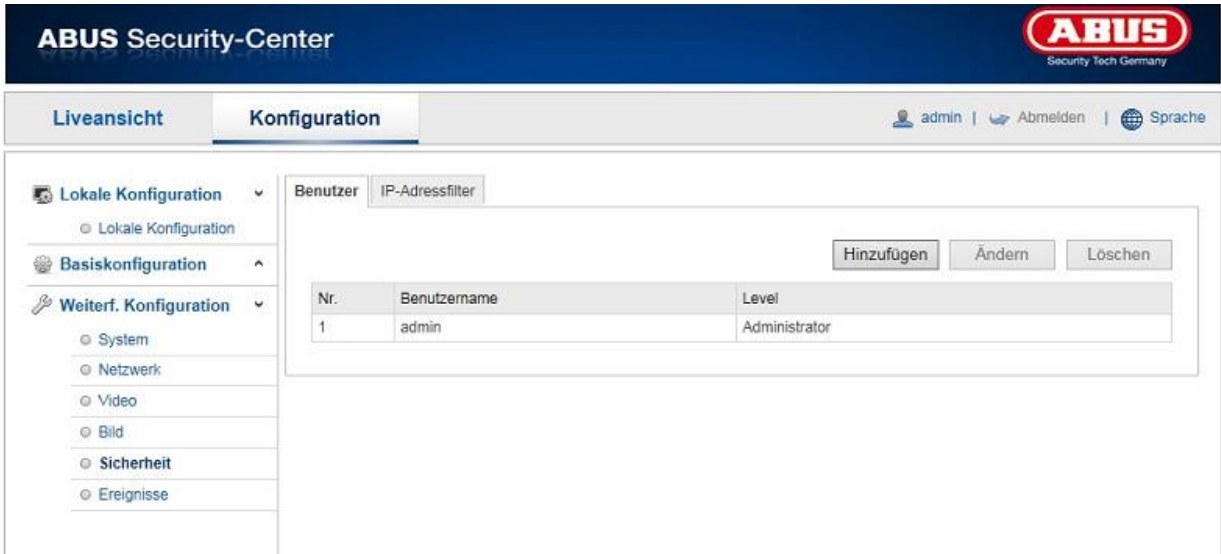 ABUS Security-Center
ABUS
Security Tech Germany
Liveansicht
Konfiguration
admin | Abmelden | Sprache
Lokale Konfiguration
Lokale Konfiguration
Basiskonfiguration
Weiterf. Konfiguration
System
Netzwerk
Video
Bild
Sicherheit
Ereignisse
Benutzer IP-Adressfilter
Hinzufügen Ändern Löschen
Nr. Benutzername Level
1 admin Administrator